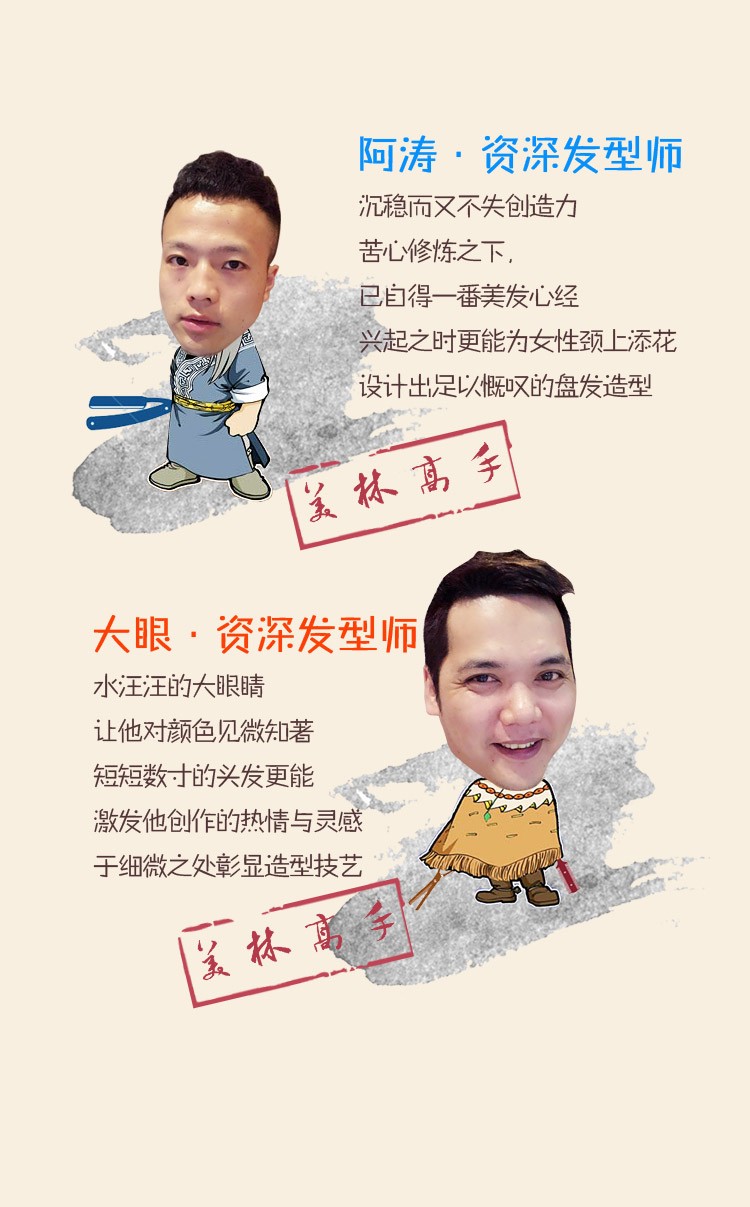 阿涛·资深发型师
沉稳而又不失创造力
苦心修炼之下,
已自得一番美发心经
兴起之时更能为女性颈上添花
设计出足以慨叹的盘发造型
美林高手
大眼·资深发型师
水汪汪的大眼睛
让他对颜色见微知著
短短数寸的头发更能
激发他创作的热情与灵感
于细微之处彰显造型技艺
美林高手